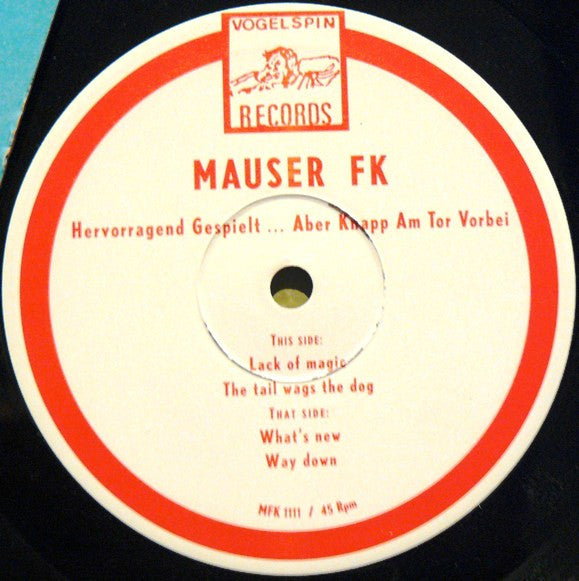 VOGELSPIN
RECORDS
MAUSER FK
Hervorragend Gespielt ... Aber Knapp Am Tor Vorbei
THIS SIDE:
Lack of magic
The tail wags the dog
THAT SIDE:
What's new
Way down
MFK 1111 / 45 Rpm